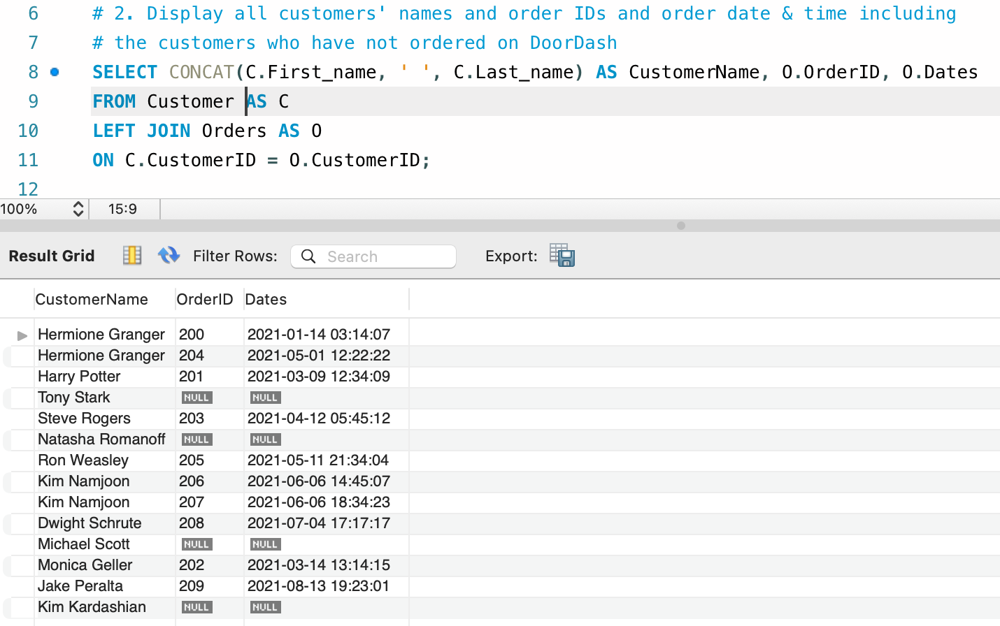 6 # 2. Display all customers' names and order IDs and order date & time including
7 # the customers who have not ordered on DoorDash
8 SELECT CONCAT(C.First_name, ' ', C.Last_name) AS CustomerName, O.OrderID, O.Dates
9 FROM Customer AS C
10 LEFT JOIN Orders AS O
11 ON C.CustomerID = O.CustomerID;
12
100% 15:9
Result Grid Filter Rows: Search Export:
CustomerName OrderID Dates
Hermione Granger 200 2021-01-14 03:14:07
Hermione Granger 204 2021-05-01 12:22:22
Harry Potter 201 2021-03-09 12:34:09
Tony Stark NULL NULL
Steve Rogers 203 2021-04-12 05:45:12
Natasha Romanoff NULL NULL
Ron Weasley 205 2021-05-11 21:34:04
Kim Namjoon 206 2021-06-06 14:45:07
Kim Namjoon 207 2021-06-06 18:34:23
Dwight Schrute 208 2021-07-04 17:17:17
Michael Scott NULL NULL
Monica Geller 202 2021-03-14 13:14:15
Jake Peralta 209 2021-08-13 19:23:01
Kim Kardashian NULL NULL